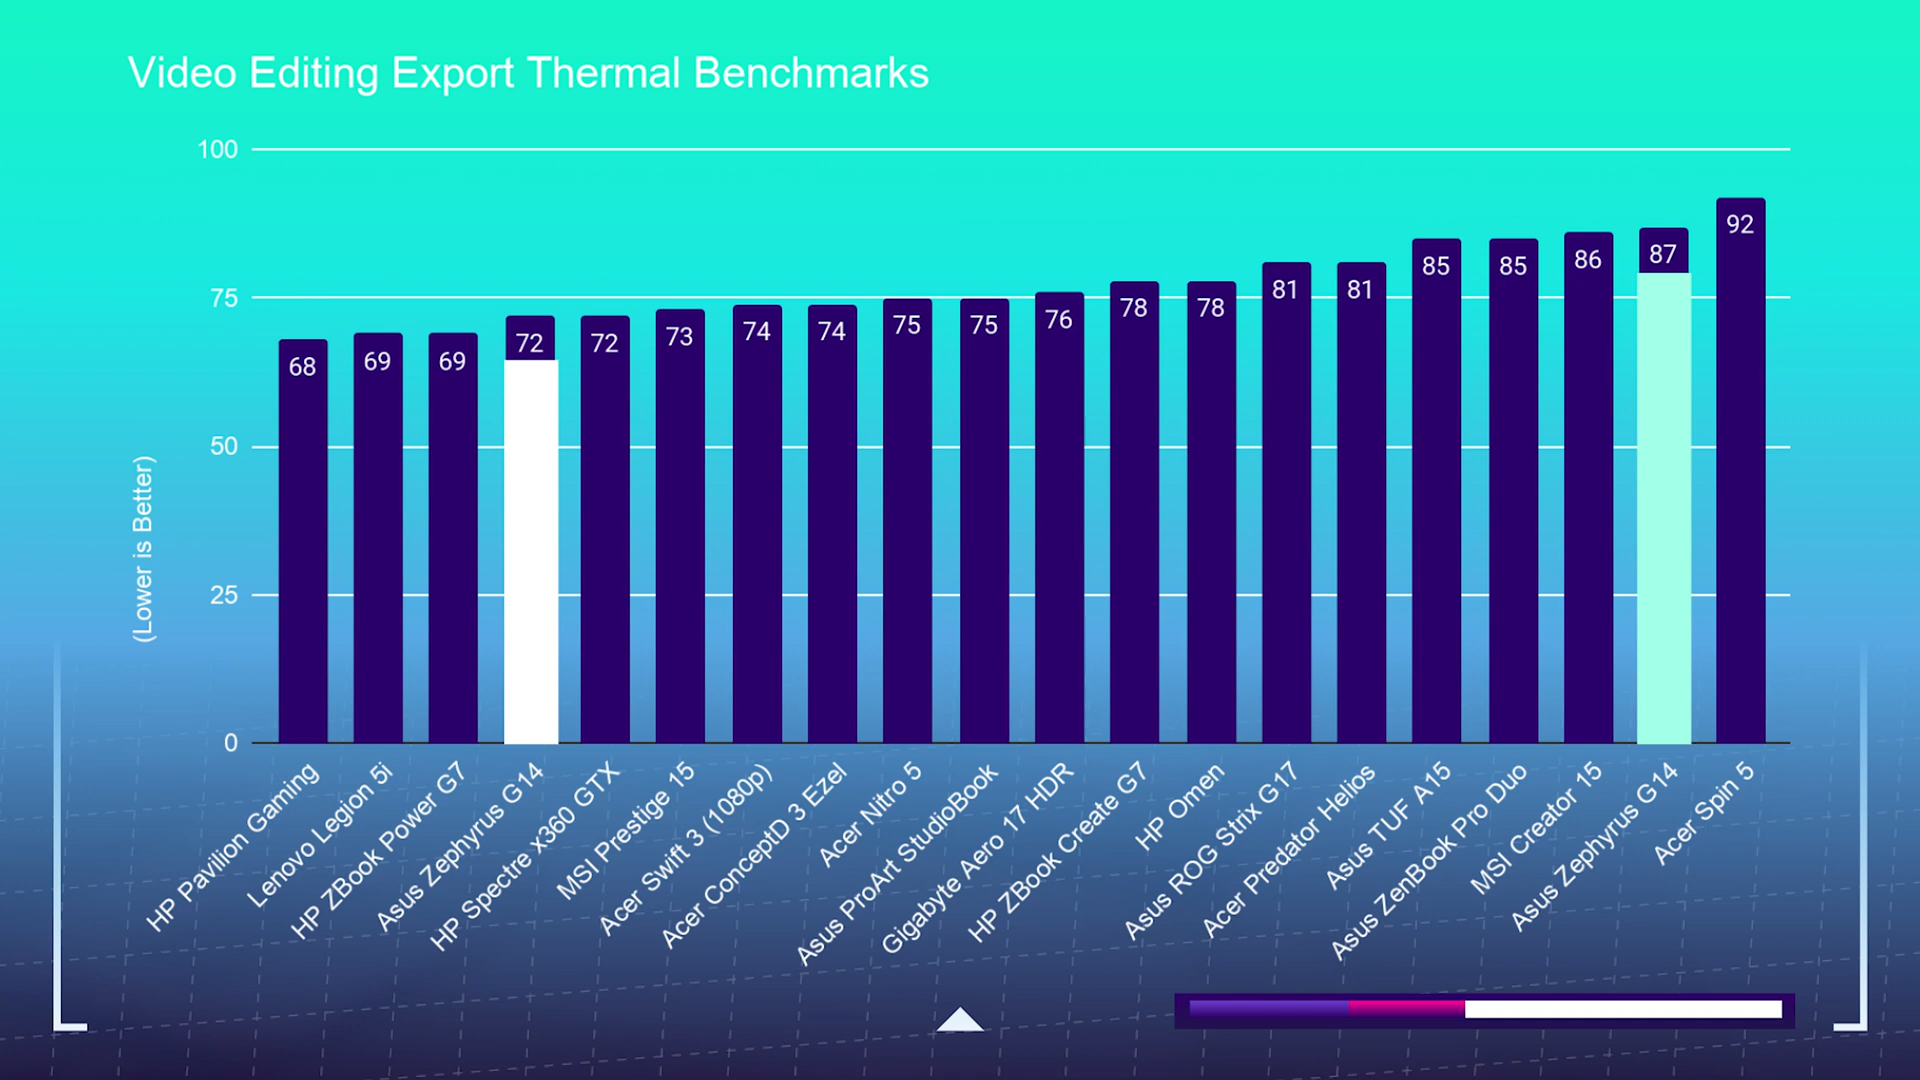 Video Editing Export Thermal Benchmarks
(Lower is Better)
100
75
50
25
0
68
69
69
72
72
73
74
74
75
75
76
78
78
81
81
85
85
86
87
92
HP Pavilion Gaming
Lenovo Legion 5i
HP ZBook Power G7
Asus Zephyrus G14
HP Spectre x360 GTX
MSI Prestige 15
Acer Swift 3 (1080p)
Acer ConceptD 3 Ezel
Acer Nitro 5
Asus ProArt StudioBook
Gigabyte Aero 17 HDR
HP ZBook Create G7
HP Omen
Asus ROG Strix G17
Acer Predator Helios
Asus TUF A15
Asus ZenBook Pro Duo
MSI Creator 15
Asus Zephyrus G14
Acer Spin 5